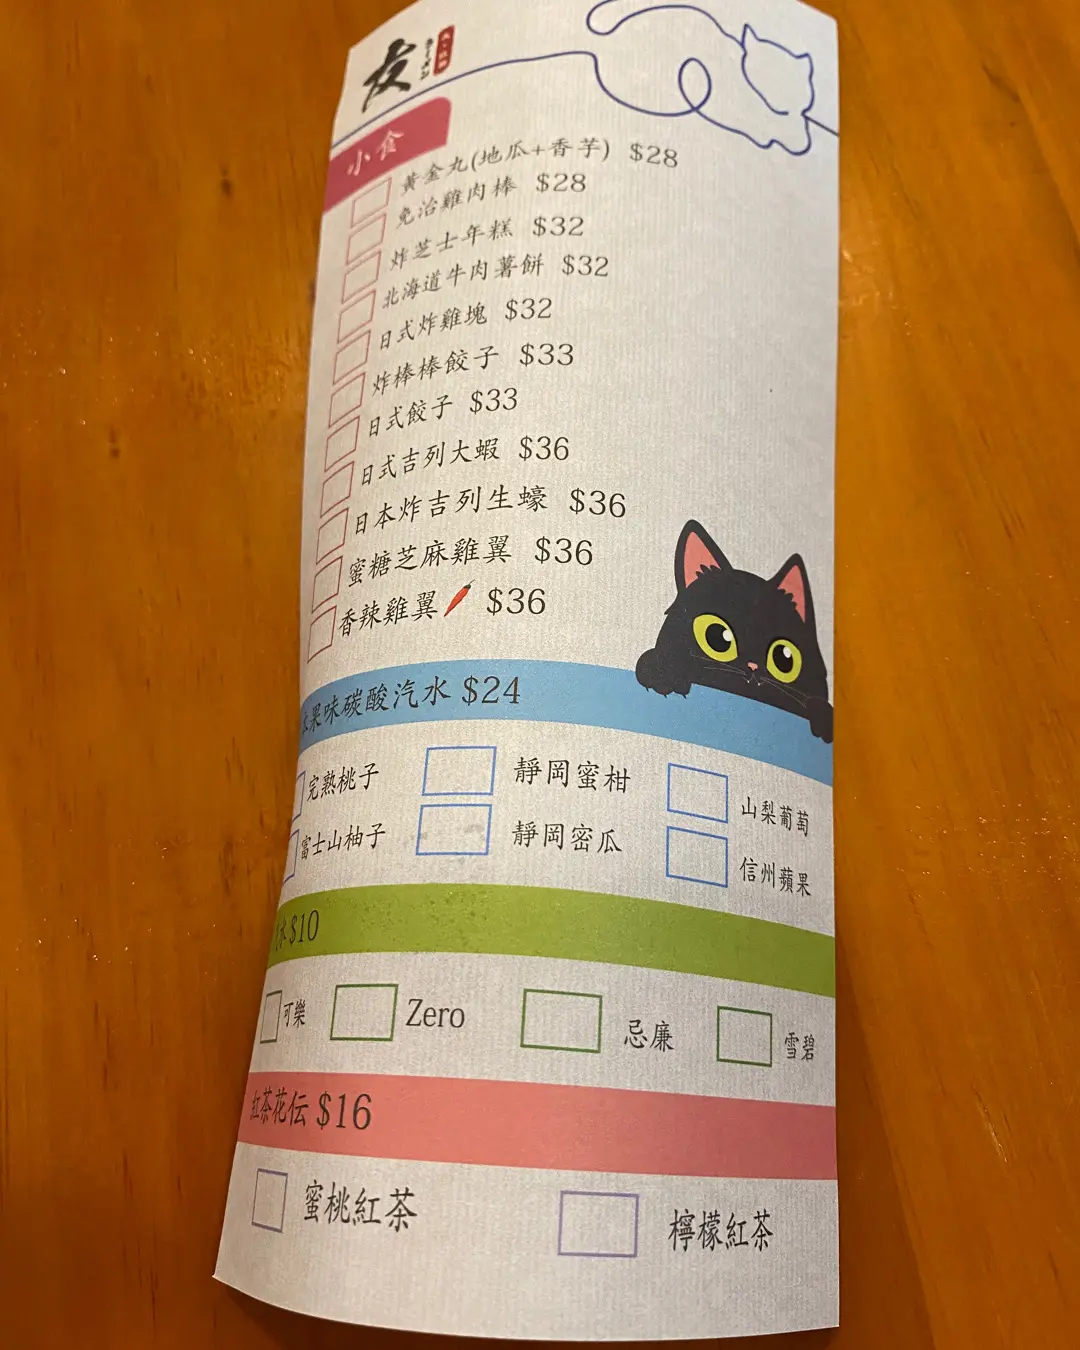 友
ラーメン
小食
黃金丸(地瓜+香芋) $28
免治雞肉棒 $28
炸芝士年糕 $32
北海道牛肉薯餅 $32
日式炸雞塊 $32
炸棒棒餃子 $33
日式餃子 $33
日式吉列大蝦 $36
日本炸吉列生蠔 $36
蜜糖芝麻雞翼 $36
香辣雞翼 $36
果味碳酸汽水 $24
完熟桃子 靜岡蜜柑 山梨葡萄
富士山柚子 靜岡密瓜 信州蘋果
水 $10
可樂 Zero 忌廉 雪碧
紅茶花伝 $16
蜜桃紅茶 檸檬紅茶